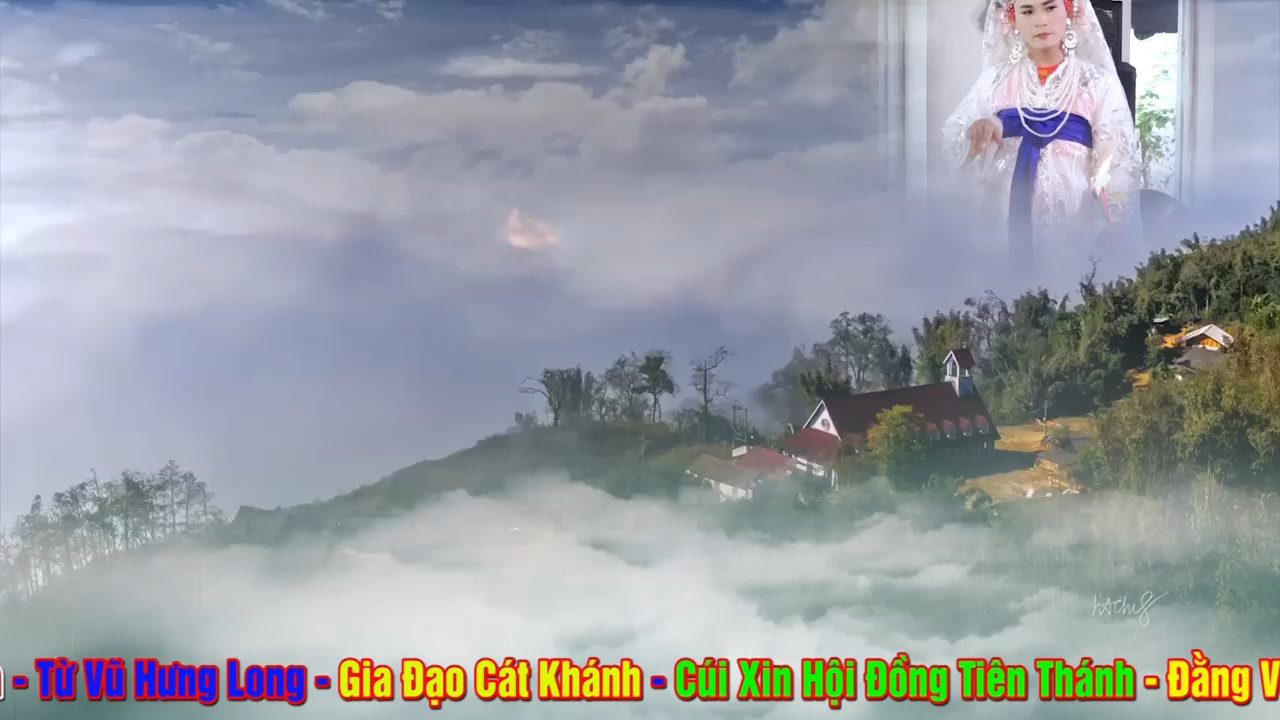 - Từ Vũ Hưng Long - Gia Đạo Cát Khánh - Cúi Xin Hội Đồng Tiên Thánh - Đằng V